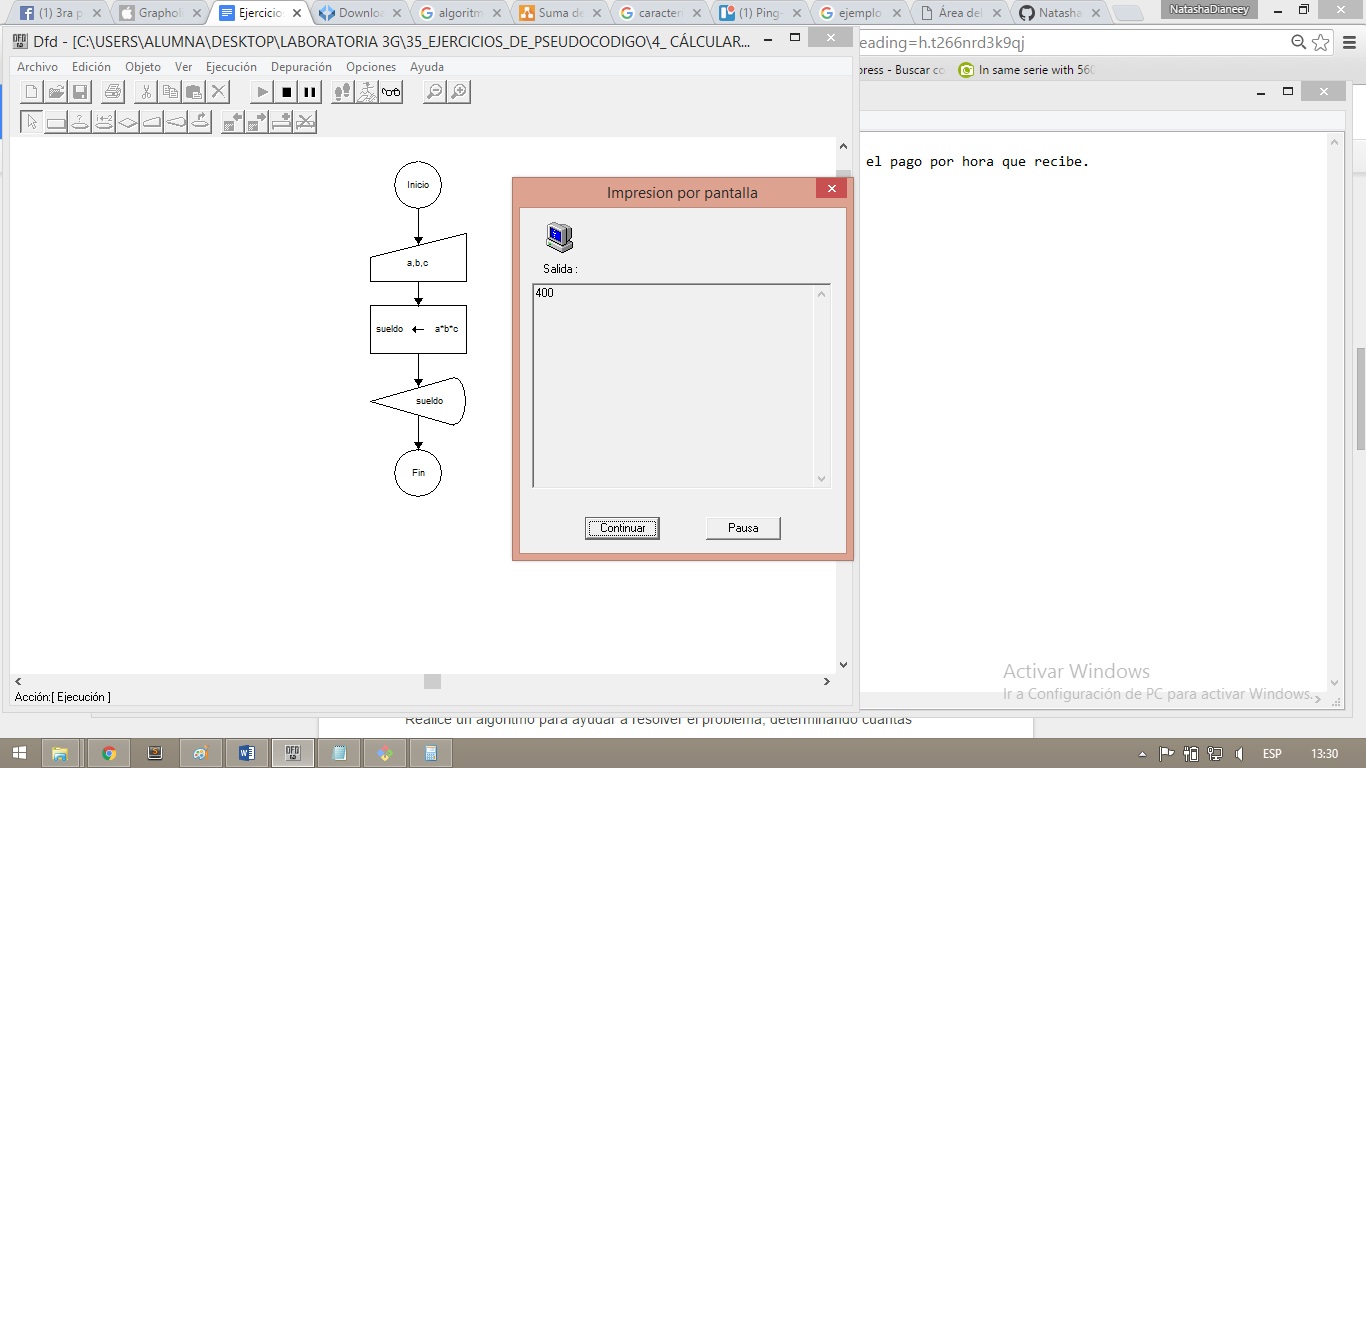 (1) 3ra p
Graphol
Ejercicio
Downlo
algoritm
Suma de
caracter
(1) Ping-
ejemplo
Área del
Natasha
NatashaDianeey
Dfd - [C:\USERS\ALUMNA\DESKTOP\LABORATORIA 3G\35_EJERCICIOS_DE_PSEUDOCODIGO\4_ CÁLCULAR...
eading=h.t266nrd3k9qj
Archivo Edición Objeto Ver Ejecución Depuración Opciones Ayuda
press - Buscar co
In same serie with 560
el pago por hora que recibe.
Inicio
a,b,c
sueldo ← a*b*c
sueldo
Fin
Impresion por pantalla
Salida :
400
Continuar
Pausa
Activar Windows
Ir a Configuración de PC para activar Windows.
Acción:[ Ejecución ]
Realice un algoritmo para ayudar a resolver el problema, determinando cuántas
ESP
13:30